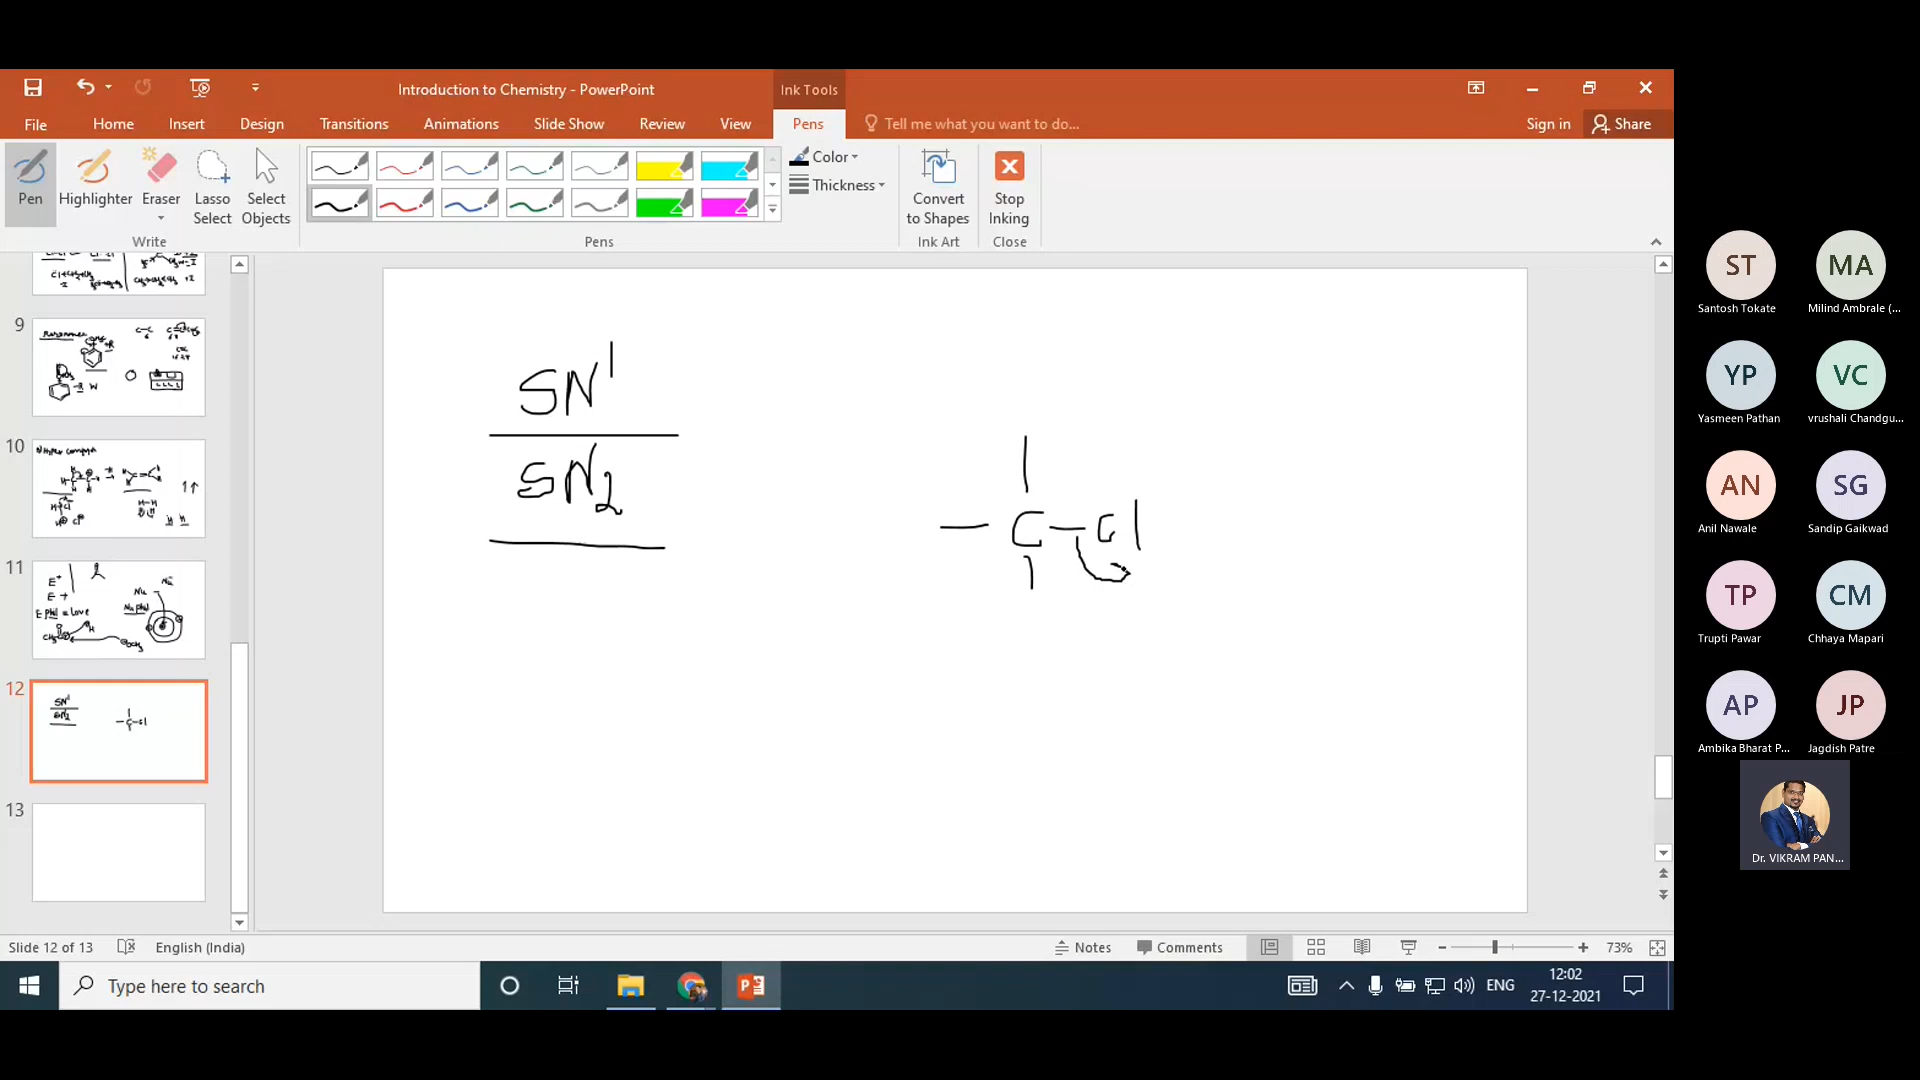 Introduction to Chemistry - PowerPoint
Ink Tools
File Home Insert Design Transitions Animations Slide Show Review View Pens Tell me what you want to do... Sign in Share
Pen Highlighter Eraser Lasso Select Select Objects
Color
Thickness
Convert to Shapes
Stop Inking
Write Pens Ink Art Close
9
10
11
12
13
SN1
SN2
C Cl
ST MA
Santosh Tokate Milind Ambrale (...
YP VC
Yasmeen Pathan vrushali Chandgu...
AN SG
Anil Nawale Sandip Gaikwad
TP CM
Trupti Pawar Chhaya Mapari
AP JP
Ambika Bharat P... Jagdish Patre
Dr. VIKRAM PAN...
Slide 12 of 13 English (India) Notes Comments 73%
Type here to search
ENG
12:02
27-12-2021